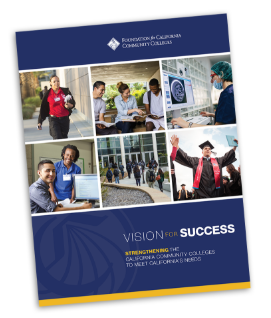 FOUNDATION for CALIFORNIA
COMMUNITY COLLEGES
VISION FOR SUCCESS
STRENGTHENING THE
CALIFORNIA COMMUNITY COLLEGES
TO MEET CALIFORNIA'S NEEDS